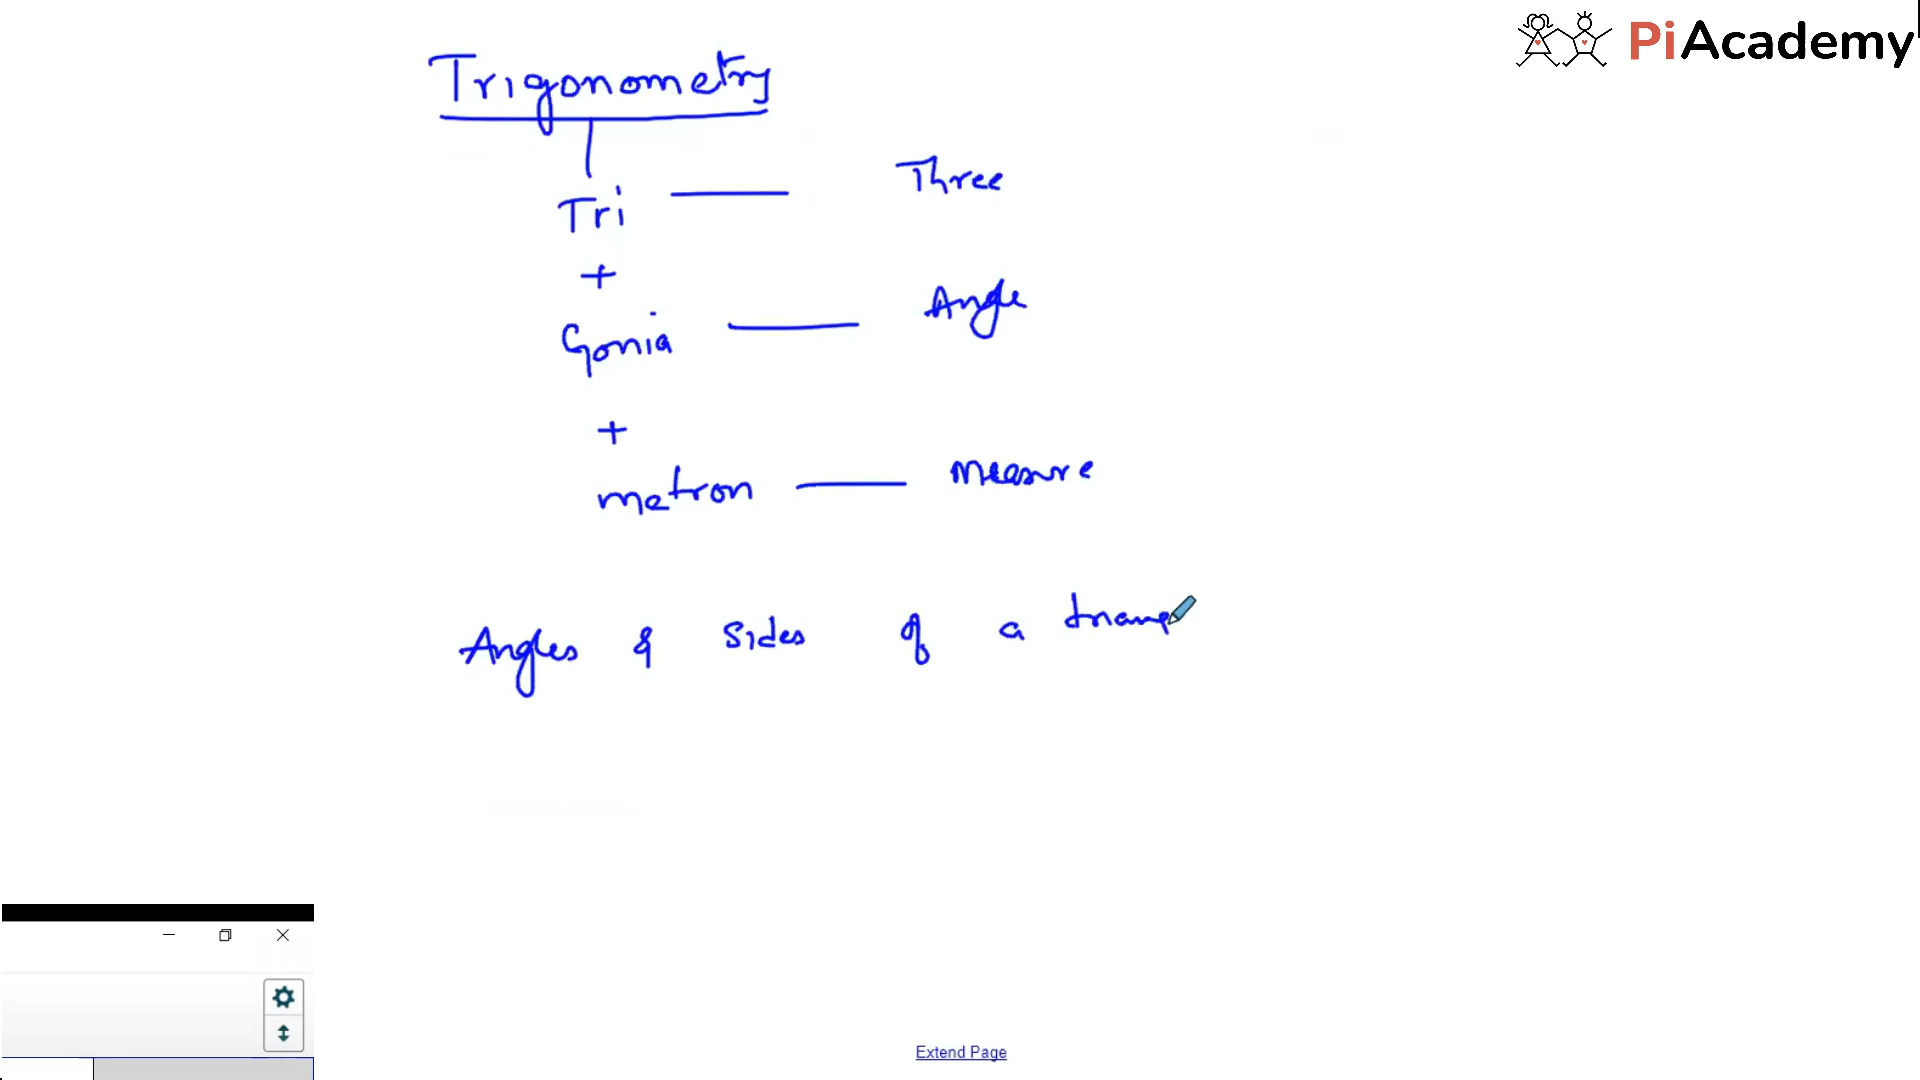 PiAcademy
Trigonometry
Tri — Three
+
Gonia — Angle
+
metron — Measure
Angles & Sides of a
Extend Page